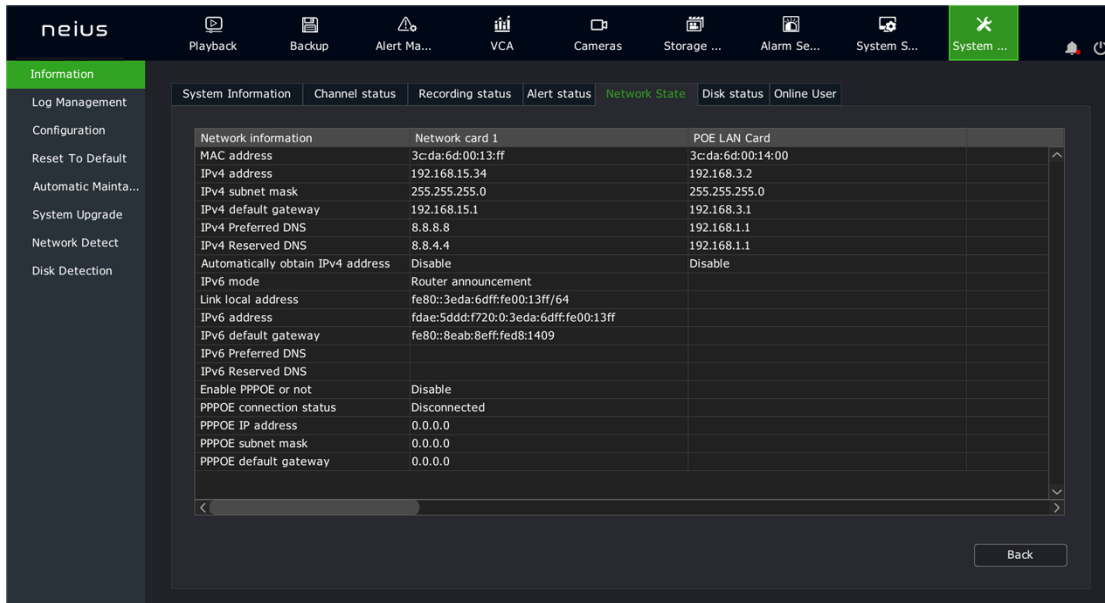 neius
Playback Backup Alert Ma... VCA Cameras Storage ... Alarm Se... System S... System ...
Information
Log Management
Configuration
Reset To Default
Automatic Mainta...
System Upgrade
Network Detect
Disk Detection
System Information Channel status Recording status Alert status Network State Disk status Online User
Network information Network card 1 POE LAN Card
MAC address 3c:da:6d:00:13:ff 3c:da:6d:00:14:00
IPv4 address 192.168.15.34 192.168.3.2
IPv4 subnet mask 255.255.255.0 255.255.255.0
IPv4 default gateway 192.168.15.1 192.168.3.1
IPv4 Preferred DNS 8.8.8.8 192.168.1.1
IPv4 Reserved DNS 8.8.4.4 192.168.1.1
Automatically obtain IPv4 address Disable Disable
IPv6 mode Router announcement
Link local address fe80::3eda:6dff:fe00:13ff/64
IPv6 address fdae:5ddd:f720:0:3eda:6dff:fe00:13ff
IPv6 default gateway fe80::8eab:8eff:fed8:1409
IPv6 Preferred DNS
IPv6 Reserved DNS
Enable PPPOE or not Disable
PPPOE connection status Disconnected
PPPOE IP address 0.0.0.0
PPPOE subnet mask 0.0.0.0
PPPOE default gateway 0.0.0.0
Back